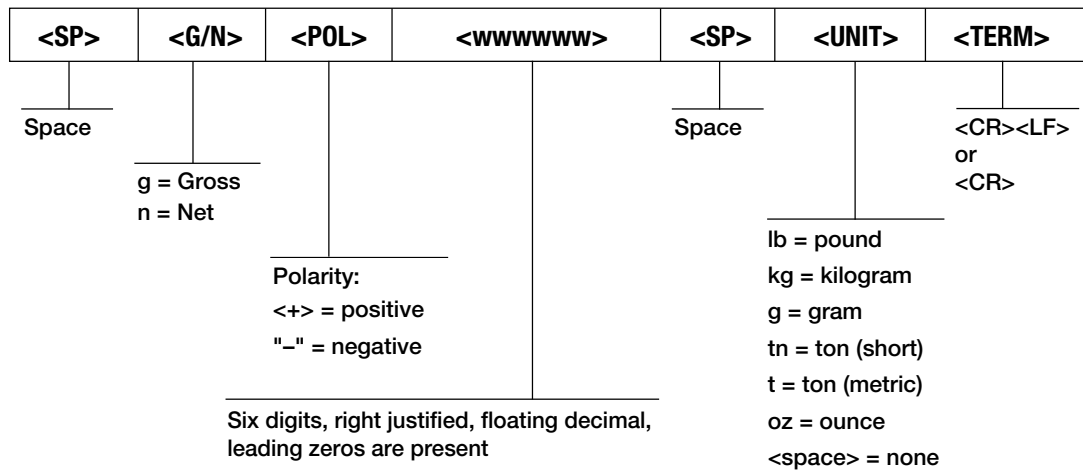 <SP> <G/N> <POL> <wwwwww> <SP> <UNIT> <TERM>
Space
g = Gross
n = Net
Polarity:
<+> = positive
"–" = negative
Six digits, right justified, floating decimal,
leading zeros are present
Space
lb = pound
kg = kilogram
g = gram
tn = ton (short)
t = ton (metric)
oz = ounce
<space> = none
<CR><LF>
or
<CR>